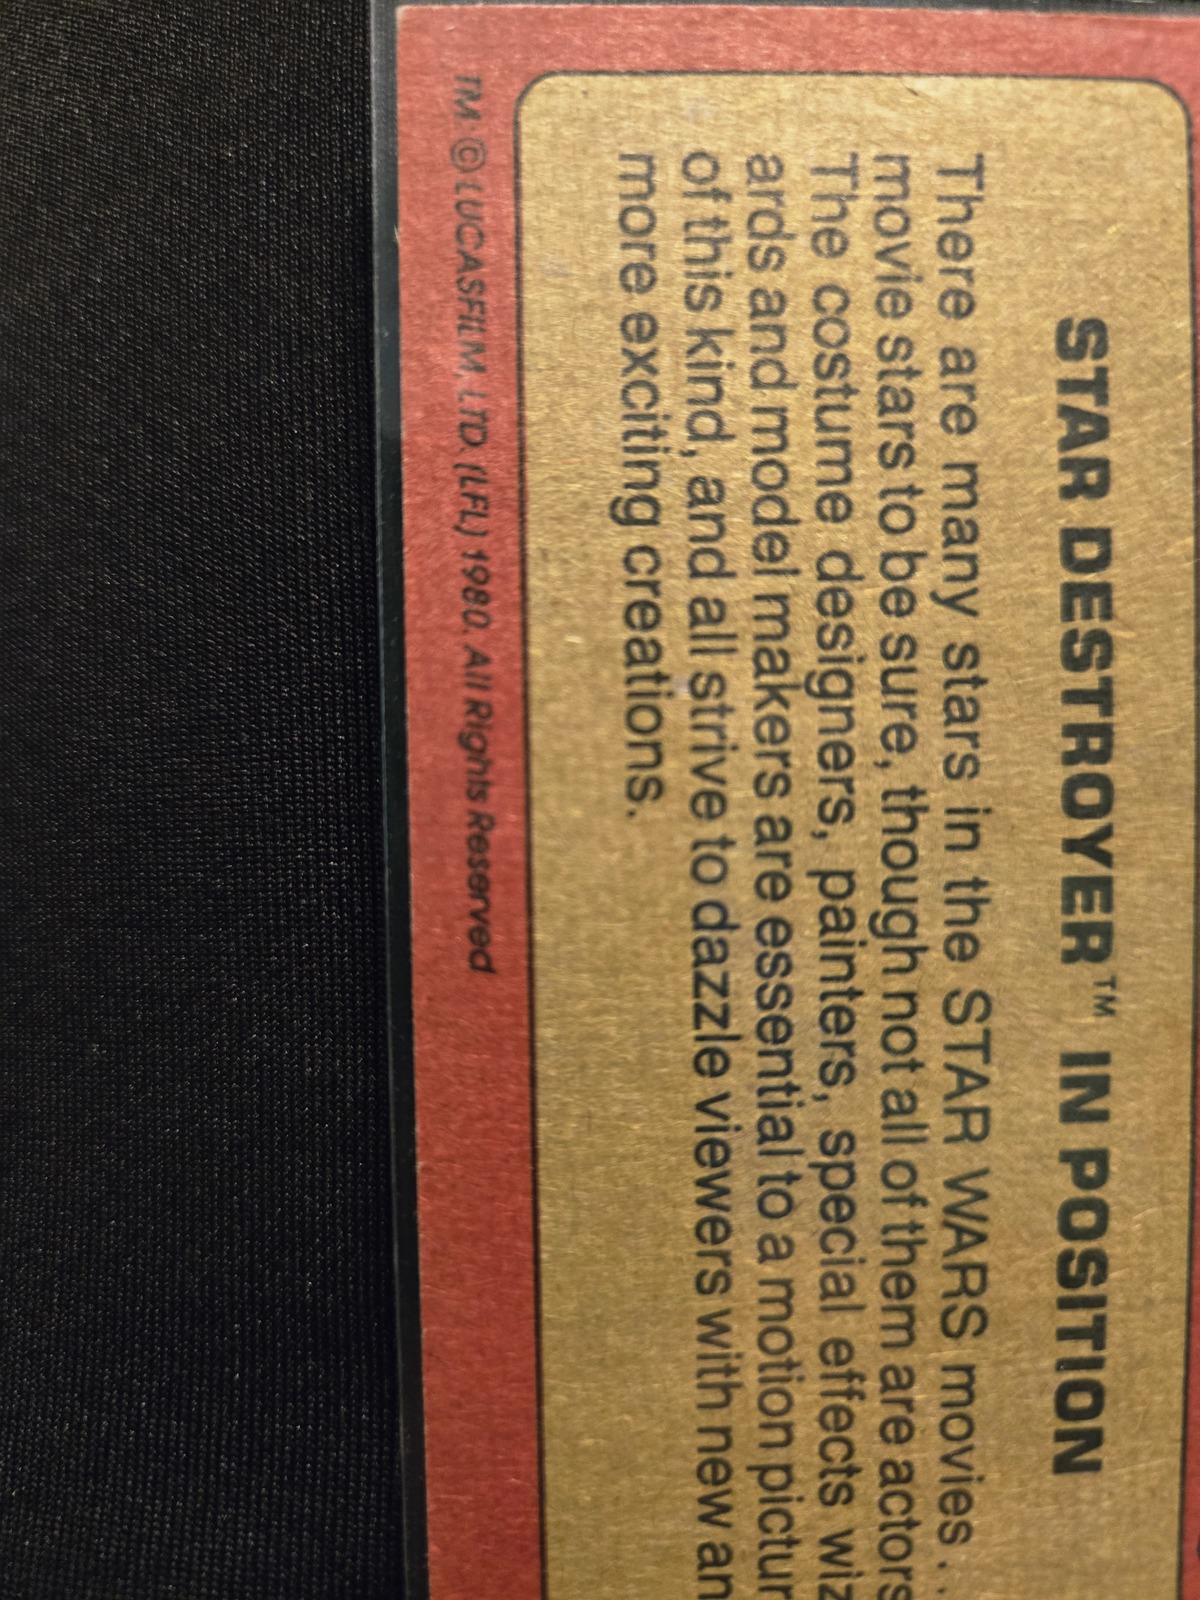 STAR DESTROYER™ IN POSITION
There are many stars in the STAR WARS movies . .
movie stars to be sure, though not all of them are actors
The costume designers, painters, special effects wiz
ards and model makers are essential to a motion pictur
of this kind, and all strive to dazzle viewers with new an
more exciting creations.
TM © LUCASFILM, LTD. (LFL) 1980. All Rights Reserved